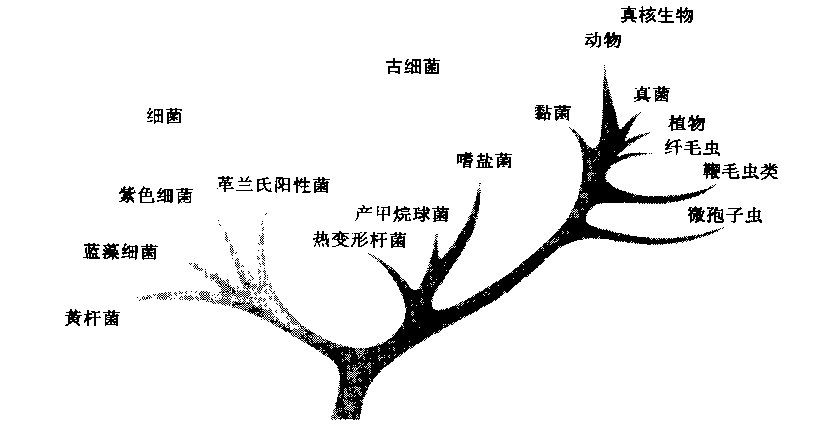 真核生物
动物
古细菌
真菌
细菌
黏菌
植物
纤毛虫
嗜盐菌
鞭毛虫类
紫色细菌
革兰氏阳性菌
产甲烷球菌
微孢子虫
热变形杆菌
蓝藻细菌
黄杆菌